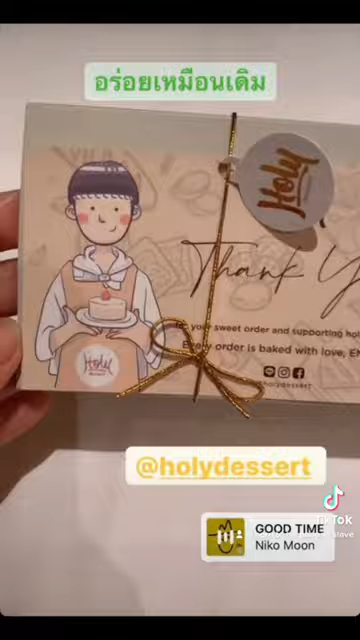 อร่อยเหมือนเดิม
Holy
Thank Y
your sweet order and supporting hol
Every order is baked with love, EN
holydessert
Holy
@holydessert
TikTok
GOOD TIME
Niko Moon